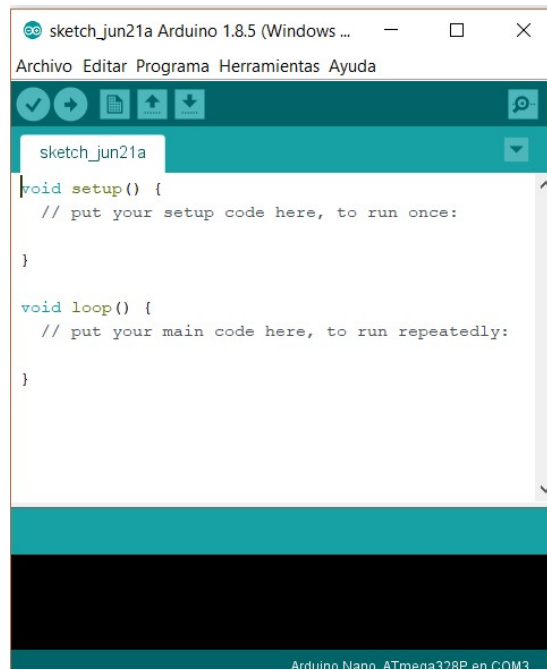 sketch_jun21a Arduino 1.8.5 (Windows ...
Archivo Editar Programa Herramientas Ayuda
sketch_jun21a
void setup() {
  // put your setup code here, to run once:
}
void loop() {
  // put your main code here, to run repeatedly:
}
Arduino Nano, ATmega328P en COM3